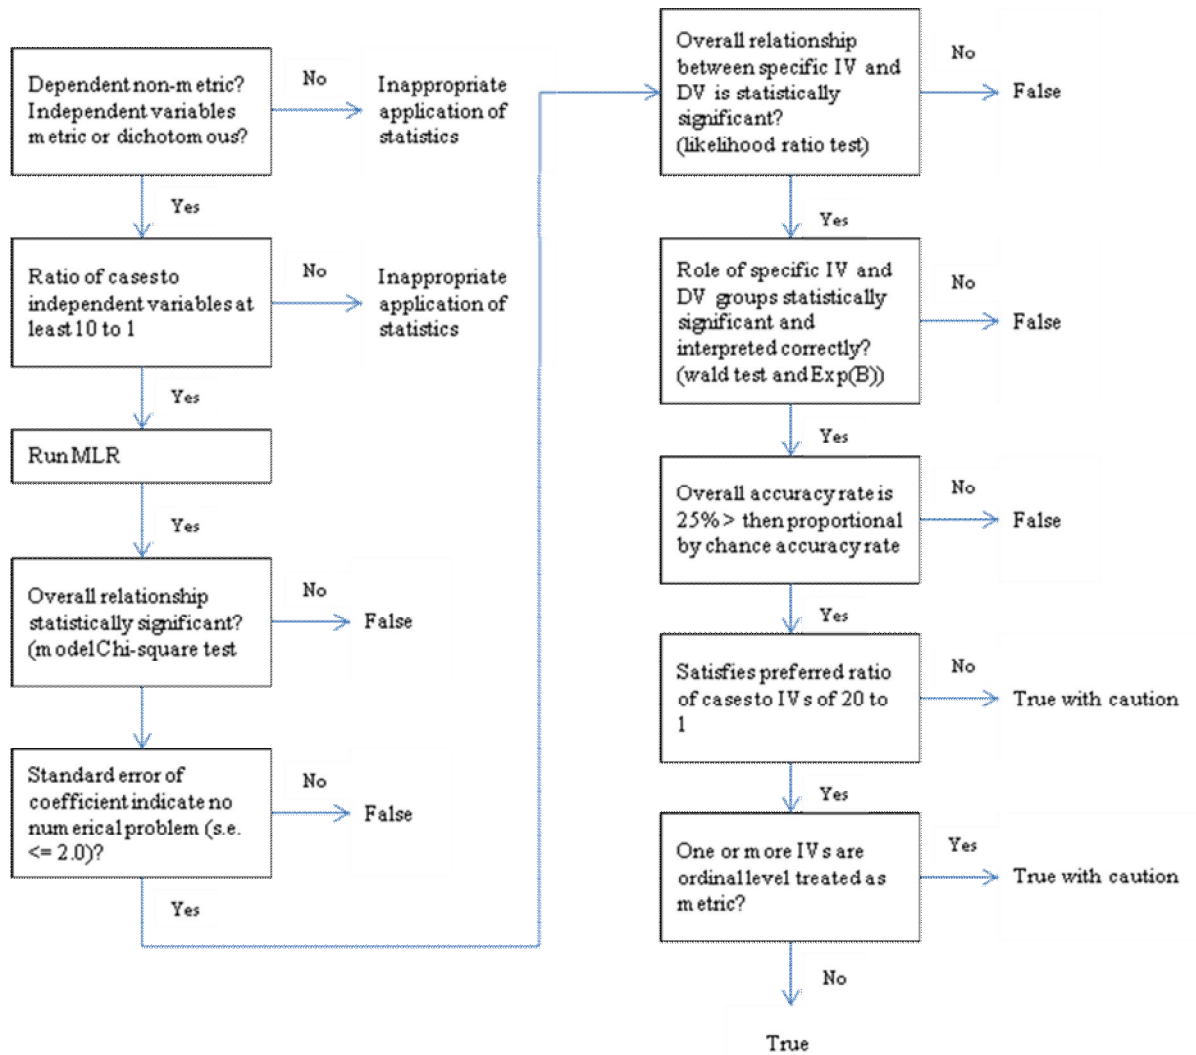 Dependent non-metric?
Independent variables
metric or dichotomous?
No
Inappropriate
application of
statistics
Yes
Ratio of cases to
independent variables at
least 10 to 1
No
Inappropriate
application of
statistics
Yes
Run MLR
Yes
Overall relationship
statistically significant?
(model Chi-square test
No
False
Standard error of
coefficient indicate no
numerical problem (s.e.
<= 2.0)?
No
False
Yes
Overall relationship
between specific IV and
DV is statistically
significant?
(likelihood ratio test)
No
False
Yes
Role of specific IV and
DV groups statistically
significant and
interpreted correctly?
(wald test and Exp(B))
No
False
Yes
Overall accuracy rate is
25% > then proportional
by chance accuracy rate
No
False
Yes
Satisfies preferred ratio
of cases to IVs of 20 to
1
No
True with caution
Yes
One or more IVs are
ordinal level treated as
metric?
Yes
True with caution
No
True